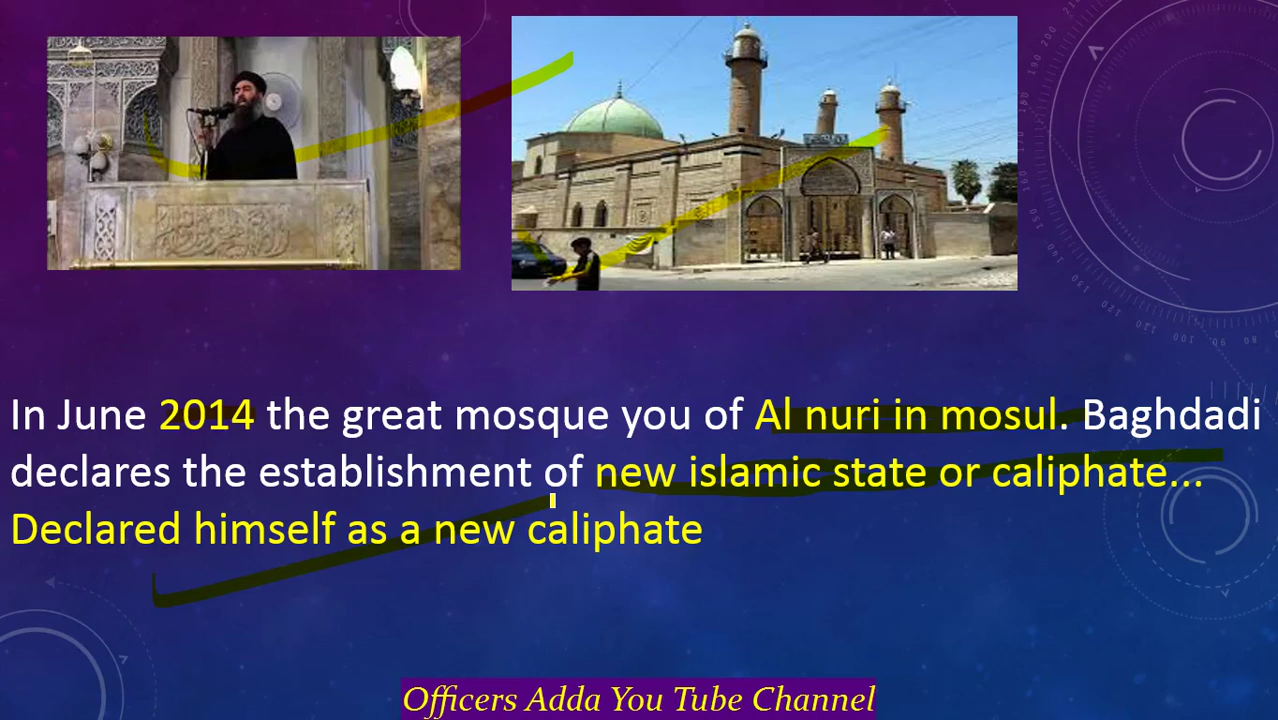 In June 2014 the great mosque you of Al nuri in mosul. Baghdadi
declares the establishment of new islamic state or caliphate...
Declared himself as a new caliphate
Officers Adda You Tube Channel